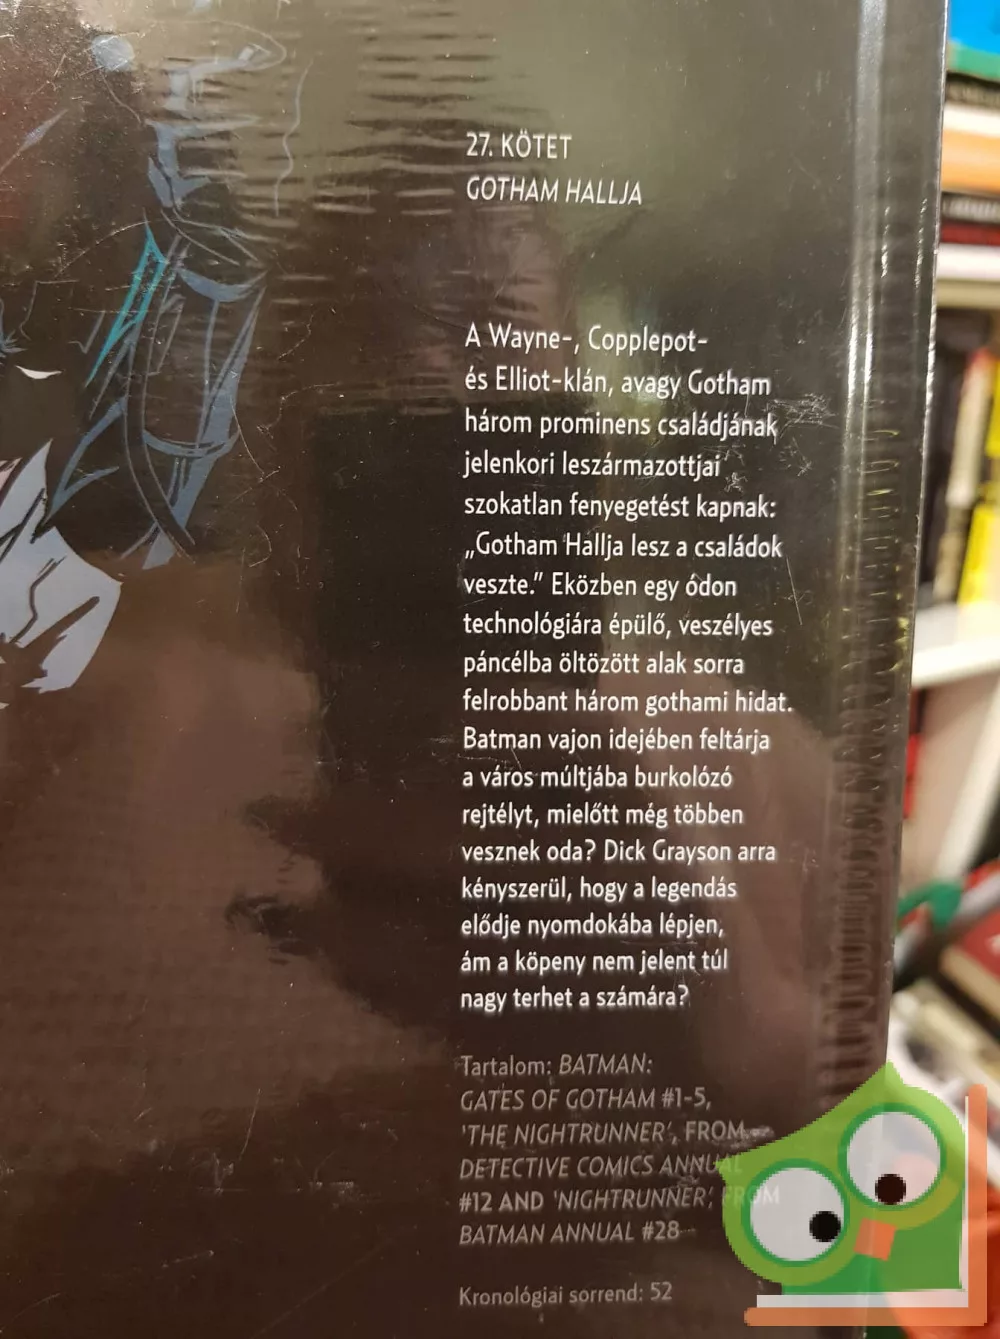 27. KÖTET
GOTHAM HALLJA
A Wayne-, Copplepot-
és Elliot-klán, avagy Gotham
három prominens családjának
jelenkori leszármazottjai
szokatlan fenyegetést kapnak:
„Gotham Hallja lesz a családok
veszte.” Eközben egy ódon
technológiára épülő, veszélyes
páncélba öltözött alak sorra
felrobbant három gothami hidat.
Batman vajon idejében feltárja
a város múltjába burkolózó
rejtélyt, mielőtt még többen
vesznek oda? Dick Grayson arra
kényszerül, hogy a legendás
elődje nyomdokába lépjen,
ám a köpeny nem jelent túl
nagy terhet a számára?
Tartalom: BATMAN:
GATES OF GOTHAM #1-5,
'THE NIGHTRUNNER', FROM
DETECTIVE COMICS ANNUAL
#12 AND 'NIGHTRUNNER', FROM
BATMAN ANNUAL #28
Kronológiai sorrend: 52